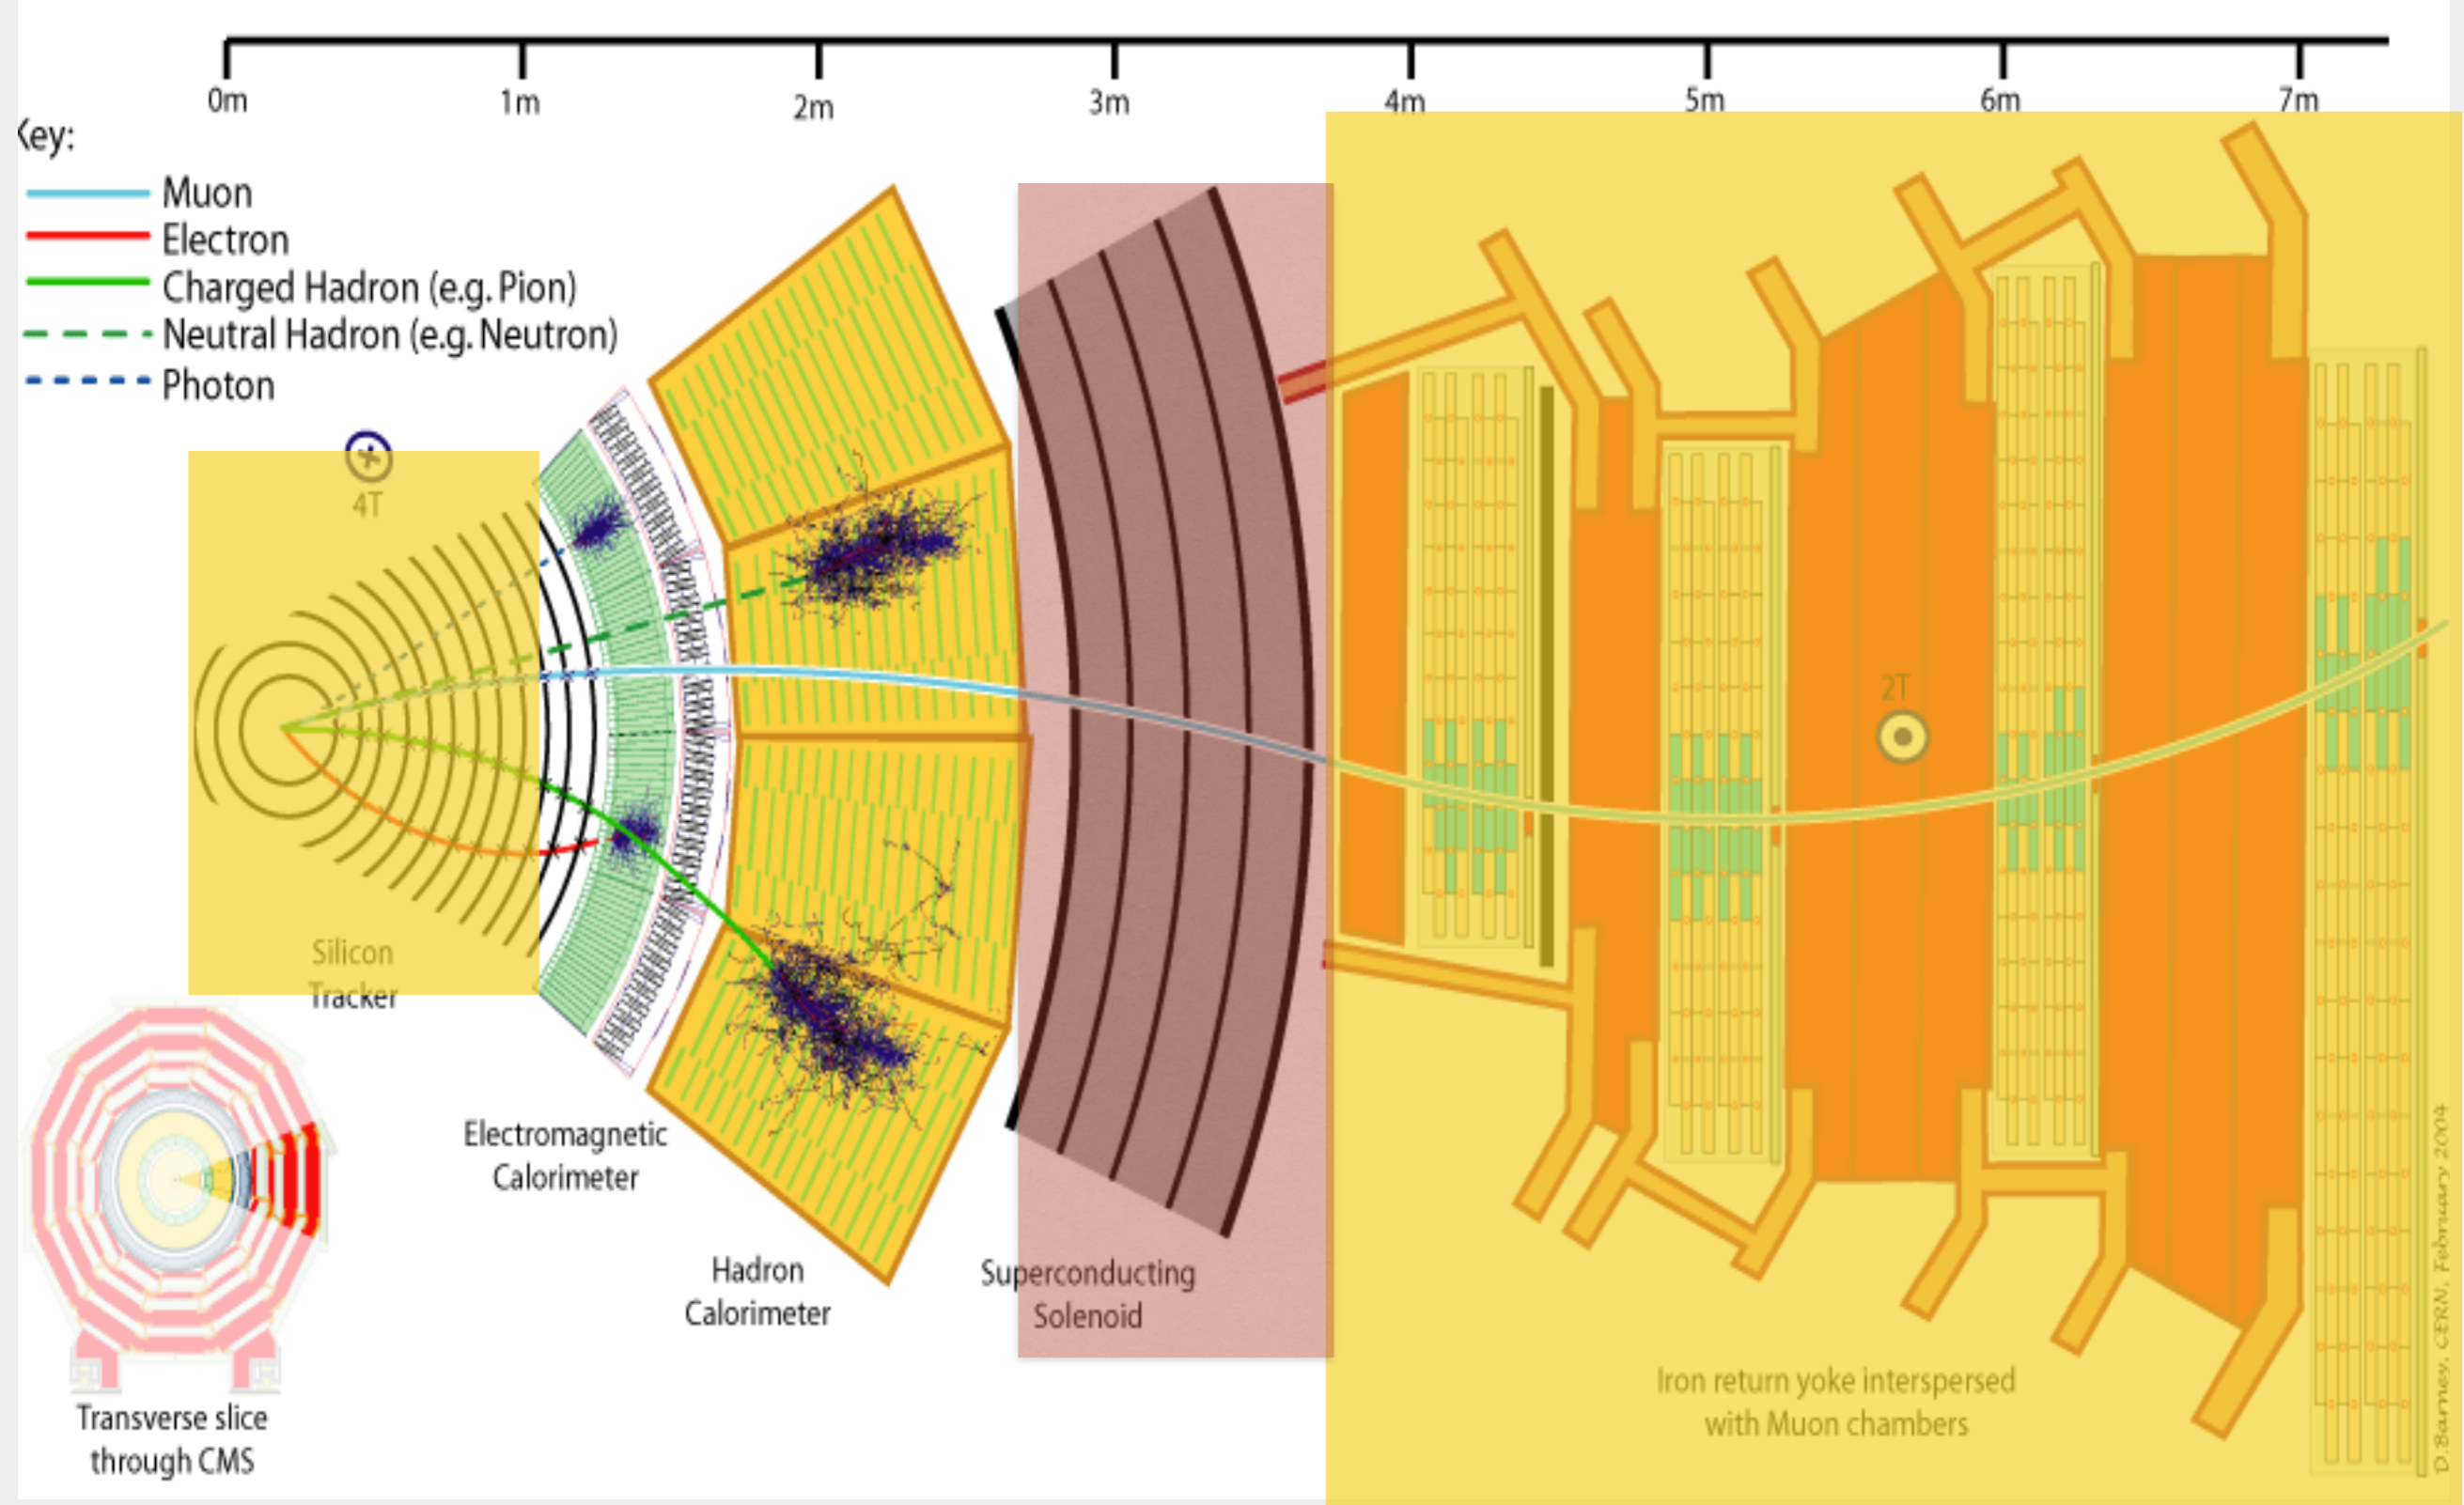 0m
1m
2m
3m
4m
5m
6m
7m
Key:
Muon
Electron
Charged Hadron (e.g. Pion)
Neutral Hadron (e.g. Neutron)
Photon
4T
2T
Silicon
Tracker
Electromagnetic
Calorimeter
Hadron
Calorimeter
Superconducting
Solenoid
Iron return yoke interspersed
with Muon chambers
Transverse slice
through CMS
D. Barney, CERN, February 2004